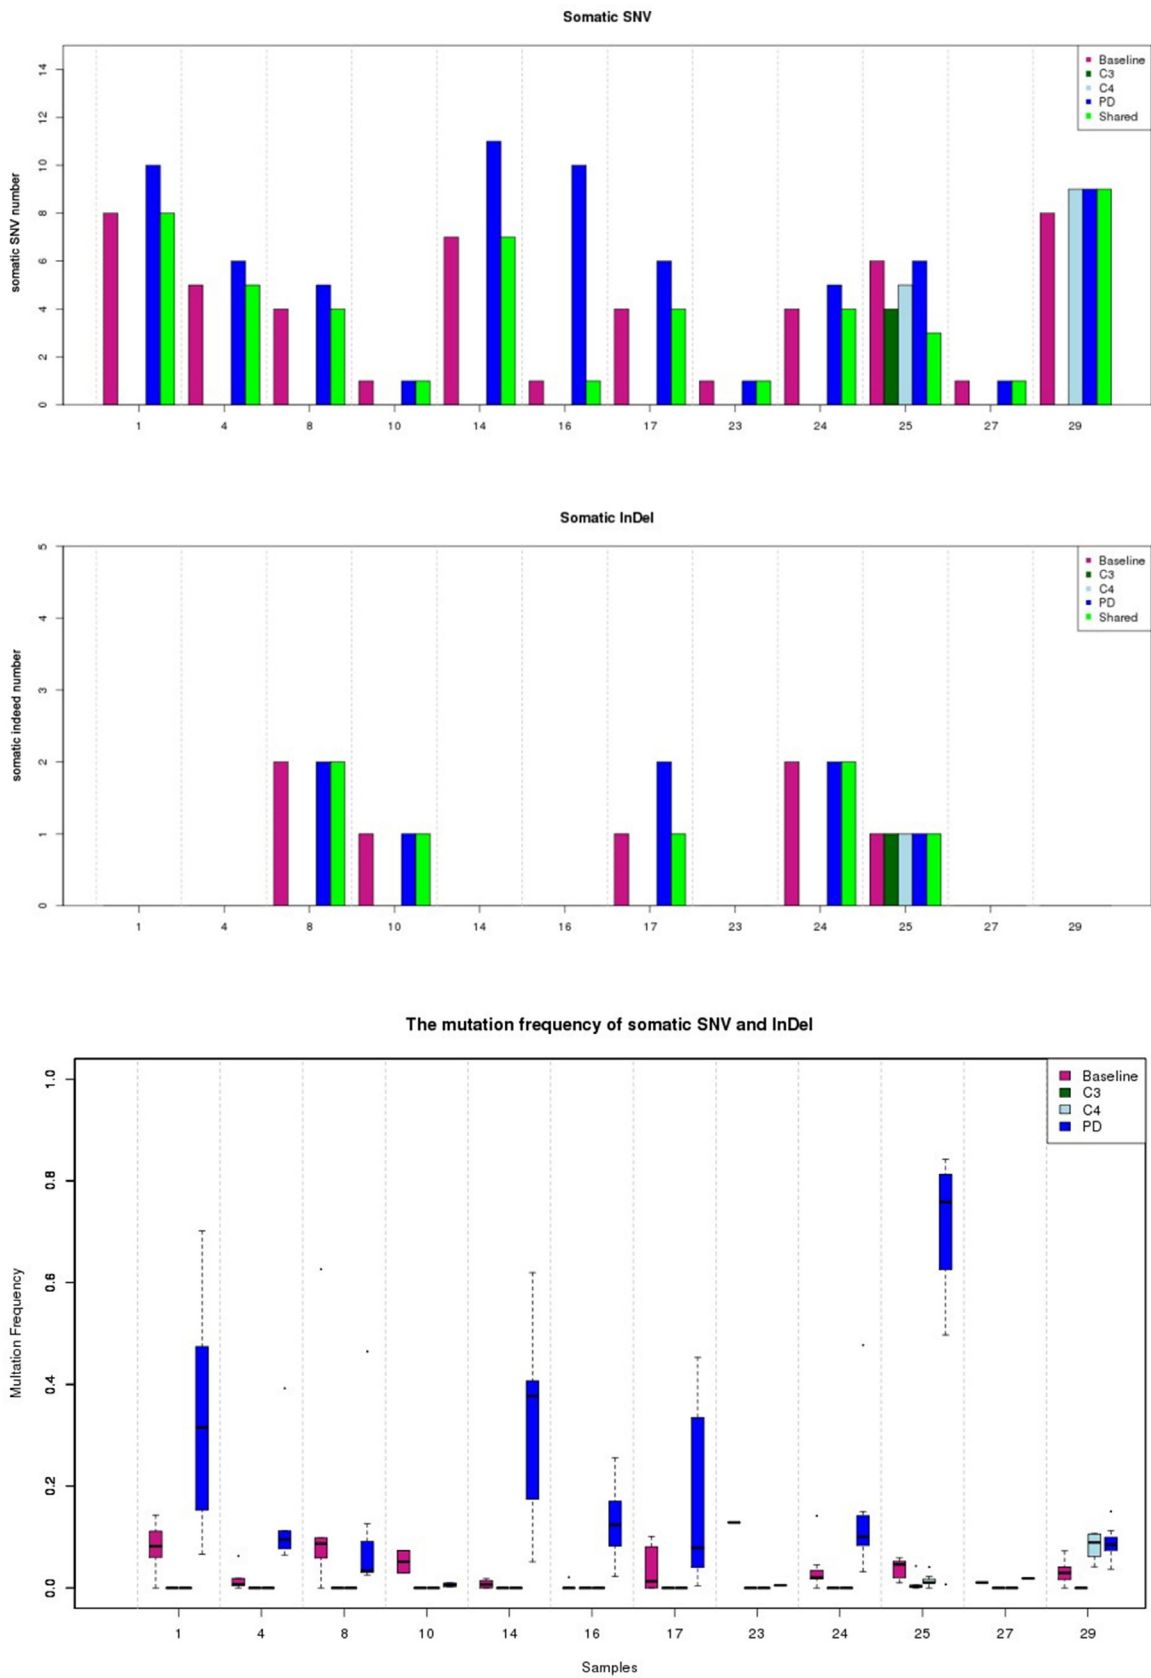 Somatic SNV
14
12
10
8
6
4
2
0
somatic SNV number
Baseline
C3
C4
PD
Shared
1 4 8 10 14 16 17 23 24 25 27 29
Somatic InDel
5
4
3
2
1
0
somatic indeed number
Baseline
C3
C4
PD
Shared
1 4 8 10 14 16 17 23 24 25 27 29
The mutation frequency of somatic SNV and InDel
1.0
0.8
0.6
0.4
0.2
0.0
Multation Frequency
Baseline
C3
C4
PD
1 4 8 10 14 16 17 23 24 25 27 29
Samples